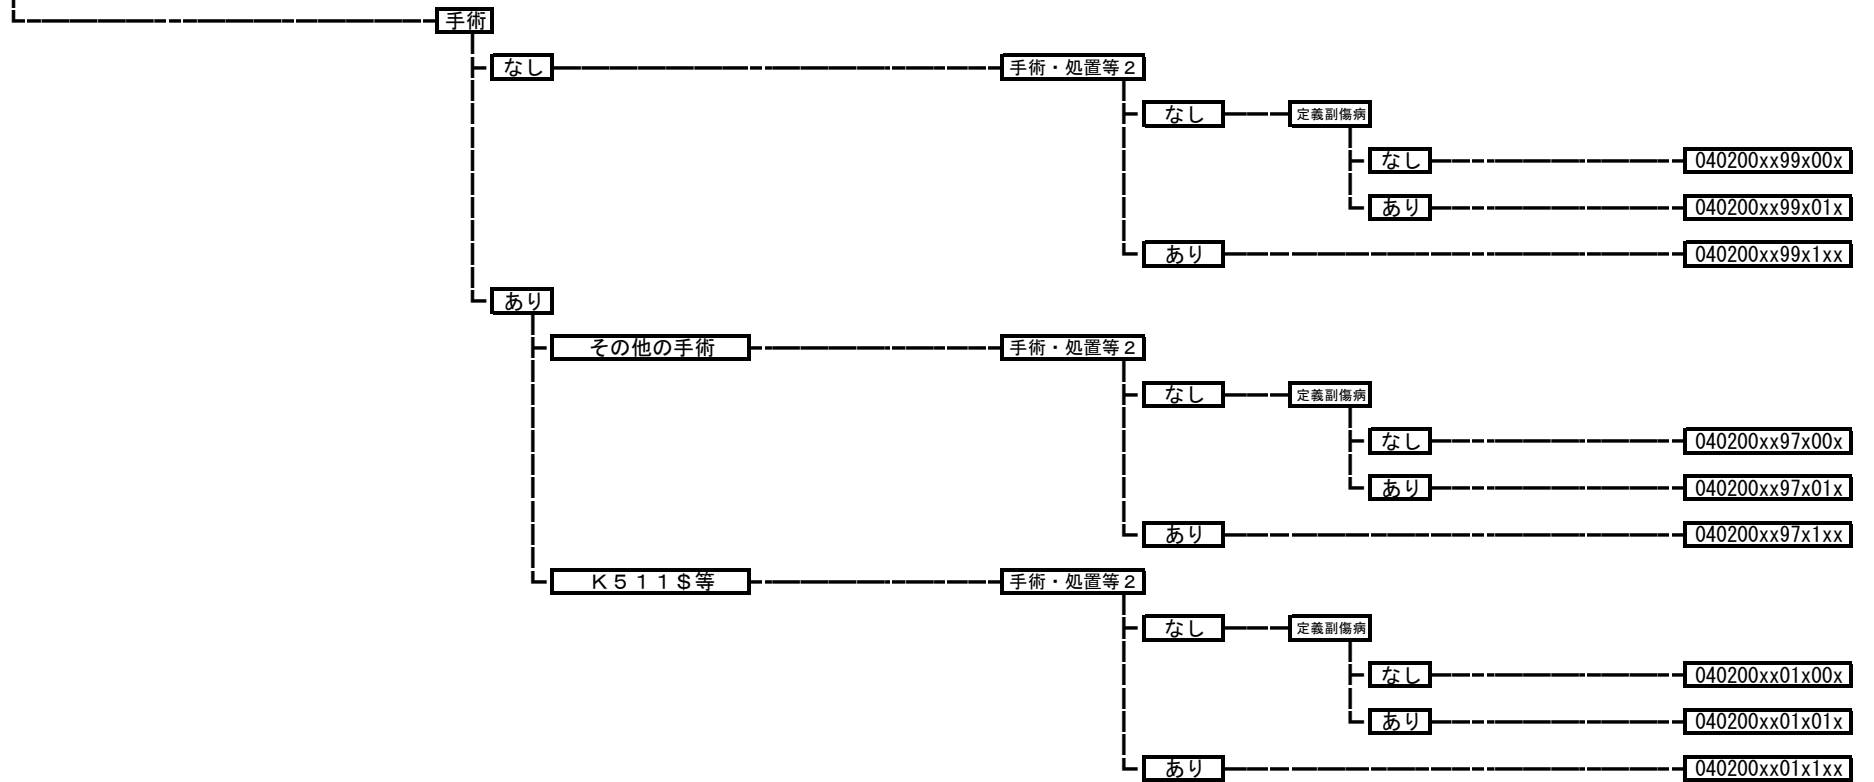 手術
なし 手術・処置等２
なし 定義副傷病
なし 040200xx99x00x
あり 040200xx99x01x
あり 040200xx99x1xx
あり
その他の手術 手術・処置等２
なし 定義副傷病
なし 040200xx97x00x
あり 040200xx97x01x
あり 040200xx97x1xx
Ｋ５１１＄等 手術・処置等２
なし 定義副傷病
なし 040200xx01x00x
あり 040200xx01x01x
あり 040200xx01x1xx